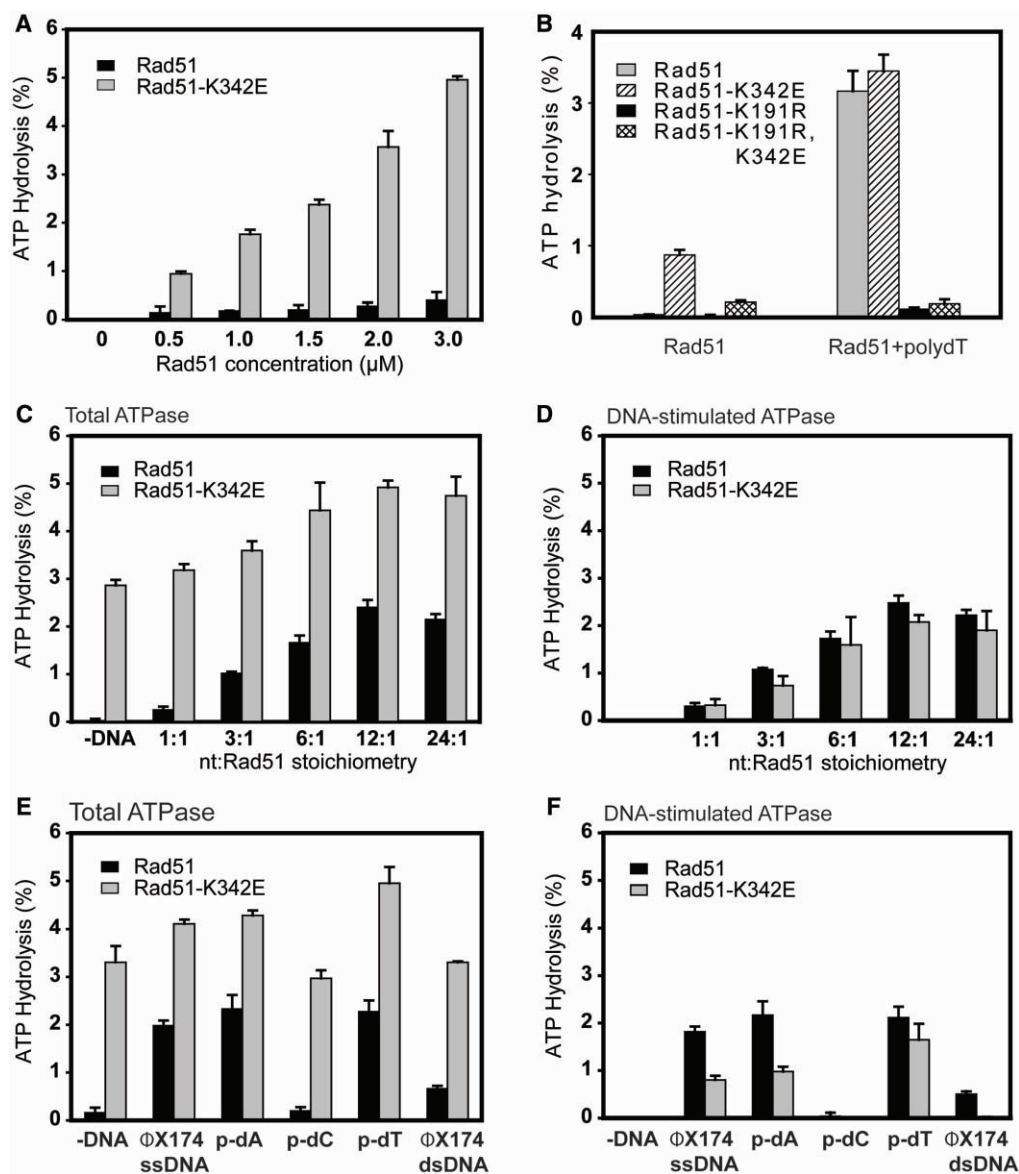 A
Rad51
Rad51-K342E
ATP Hydrolysis (%)
6
5
4
3
2
1
0
0 0.5 1.0 1.5 2.0 3.0
Rad51 concentration (µM)
B
Rad51
Rad51-K342E
Rad51-K191R
Rad51-K191R,
K342E
ATP hydrolysis (%)
4
3
2
1
0
Rad51 Rad51+polydT
C Total ATPase
Rad51
Rad51-K342E
ATP Hydrolysis (%)
6
5
4
3
2
1
0
-DNA 1:1 3:1 6:1 12:1 24:1
nt:Rad51 stoichiometry
D DNA-stimulated ATPase
Rad51
Rad51-K342E
ATP Hydrolysis (%)
6
5
4
3
2
1
0
1:1 3:1 6:1 12:1 24:1
nt:Rad51 stoichiometry
E Total ATPase
Rad51
Rad51-K342E
ATP Hydrolysis (%)
6
5
4
3
2
1
0
-DNA ΦX174 p-dA p-dC p-dT ΦX174
ssDNA dsDNA
F DNA-stimulated ATPase
Rad51
Rad51-K342E
ATP Hydrolysis (%)
6
5
4
3
2
1
0
-DNA ΦX174 p-dA p-dC p-dT ΦX174
ssDNA dsDNA